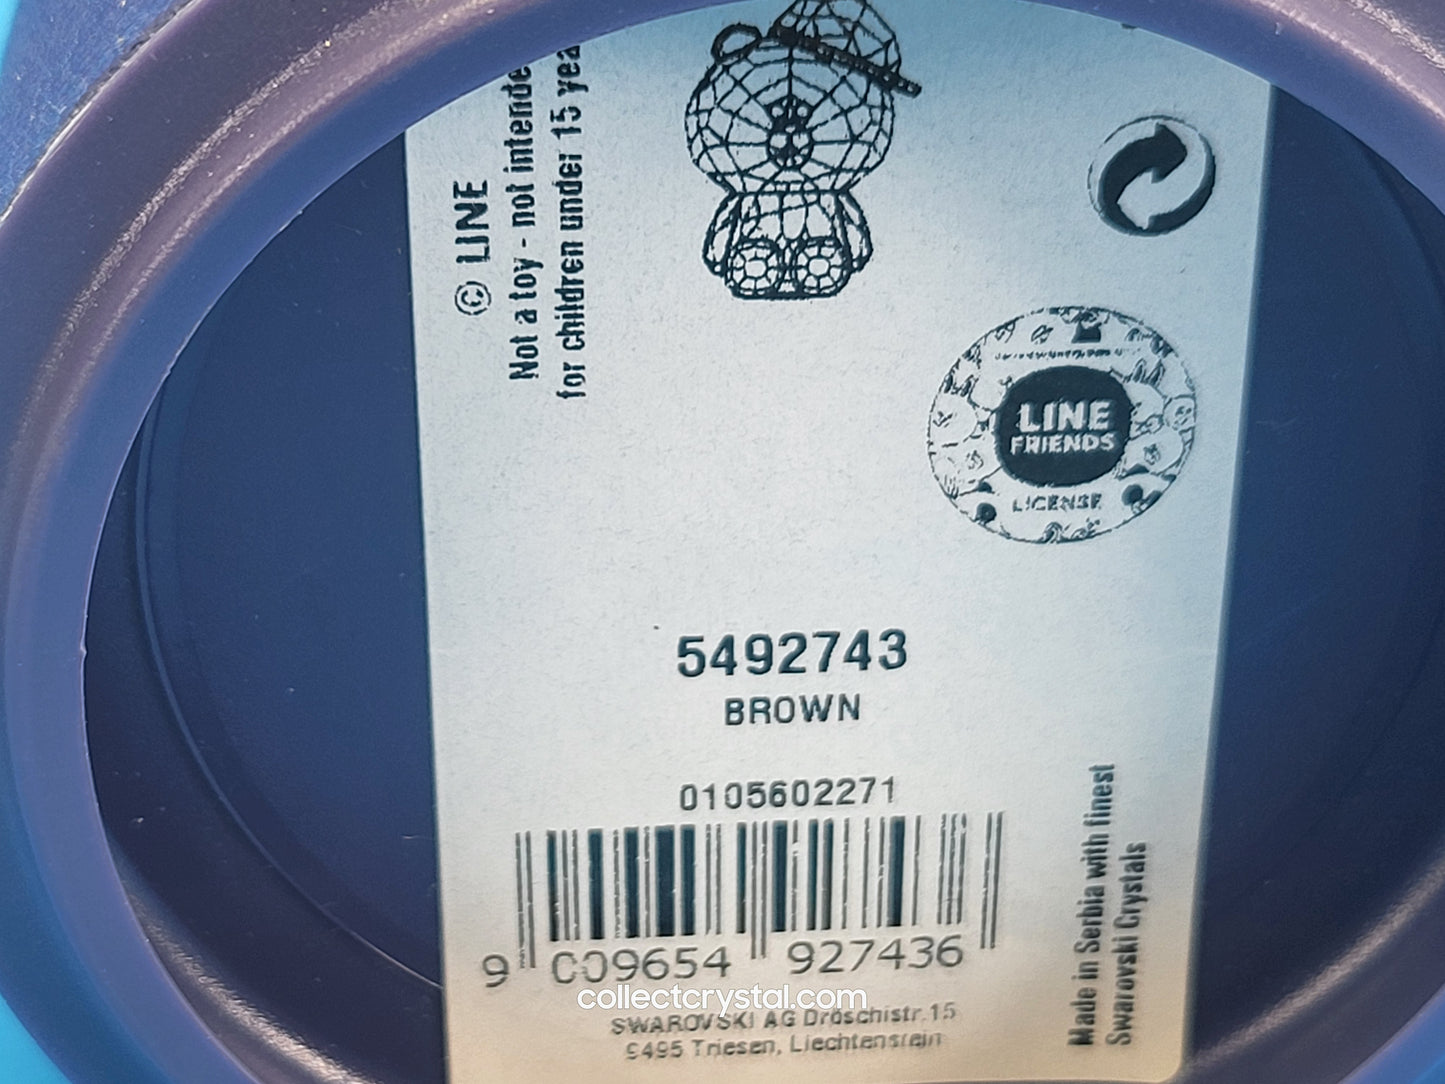 © LINE
Not a toy - not intende
for children under 15 yea
LINE
FRIENDS
LICENSE
5492743
BROWN
0105602271
9 009654 927436
collectcrystal.com
SWAROVSKI AG Dröschistr.15
9495 Triesen, Liechtenstein
Made in Serbia with finest
Swarovski Crystals